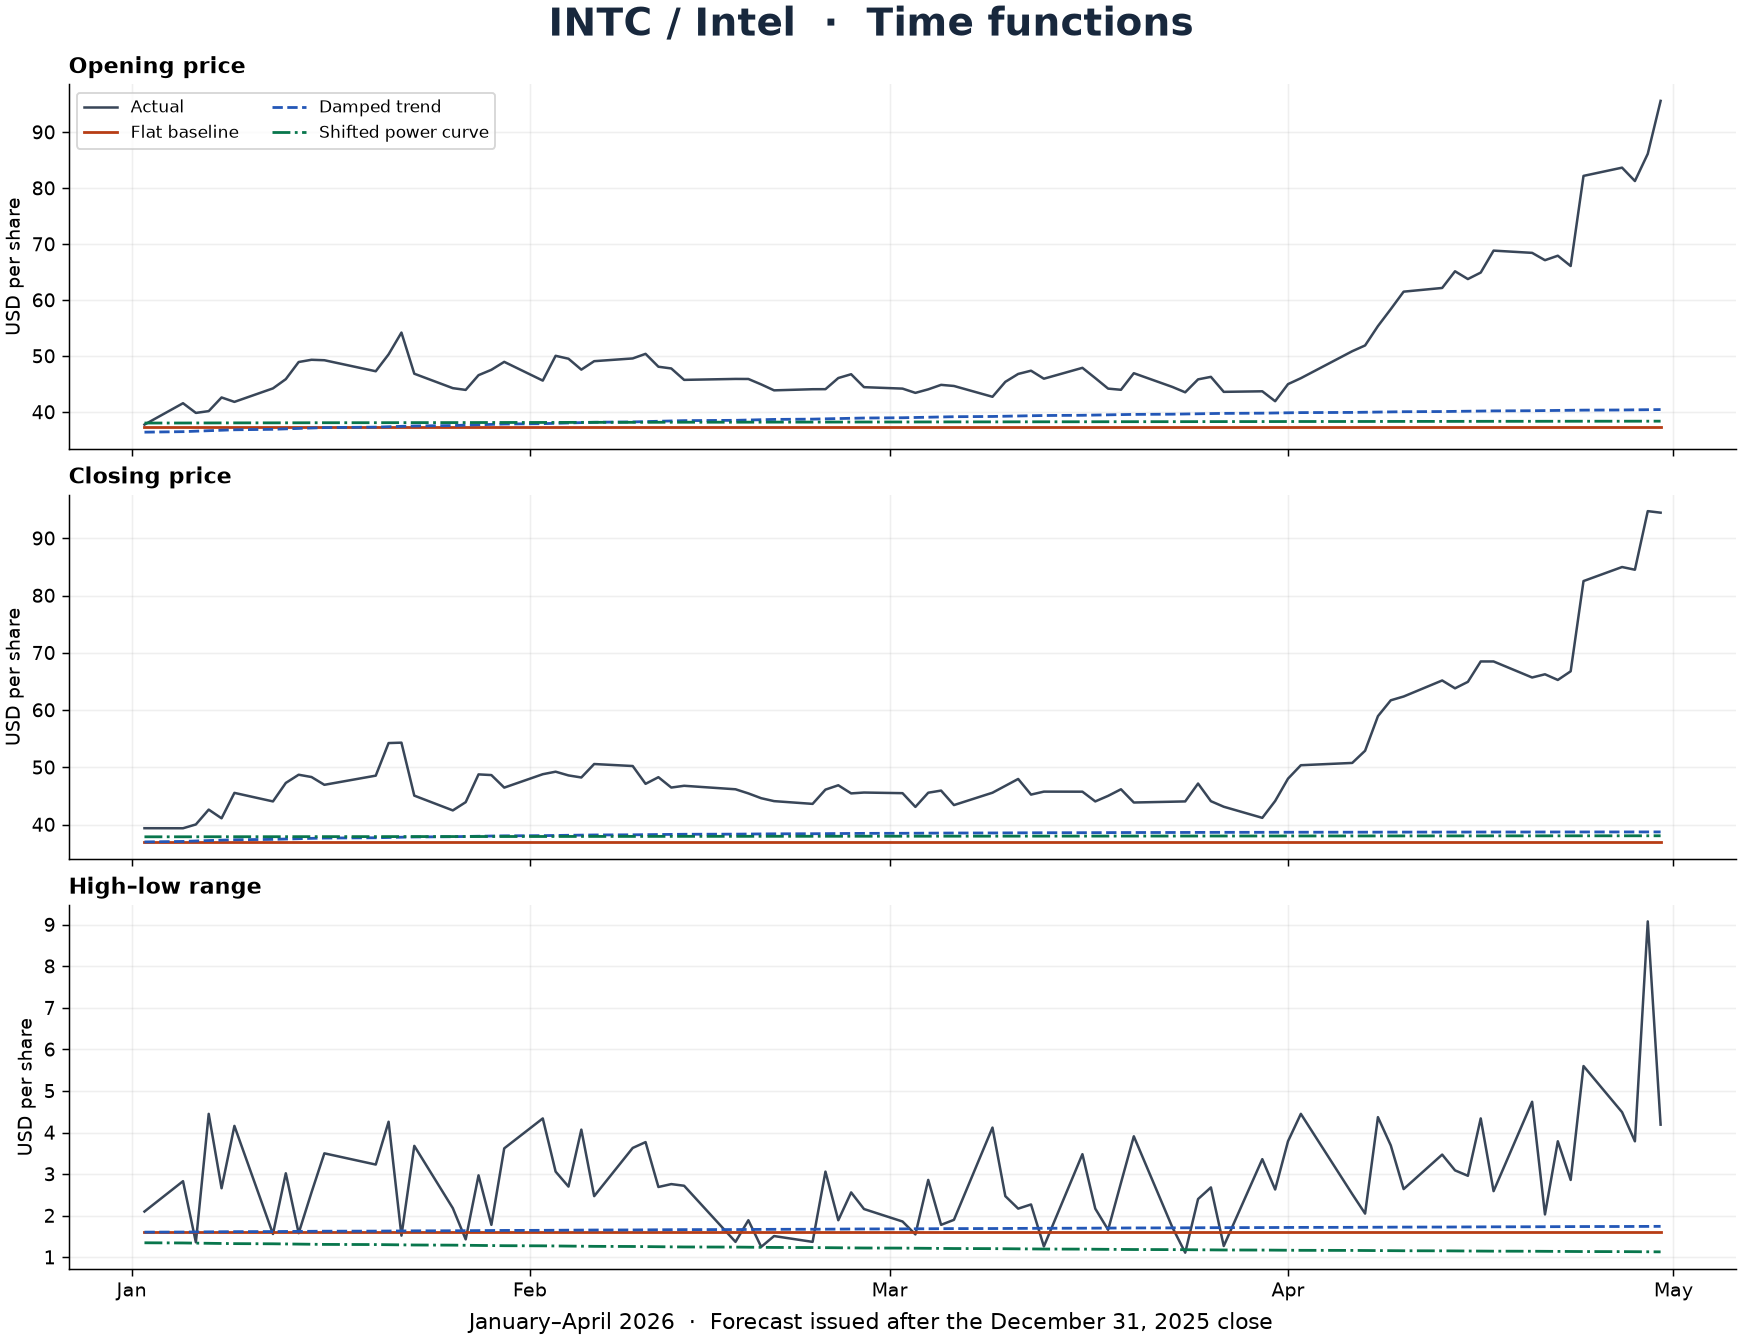 INTC / Intel · Time functions
Opening price
Actual
Damped trend
Flat baseline
Shifted power curve
USD per share
90
80
70
60
50
40
Closing price
USD per share
90
80
70
60
50
40
High–low range
USD per share
9
8
7
6
5
4
3
2
1
Jan Feb Mar Apr May
January–April 2026 · Forecast issued after the December 31, 2025 close